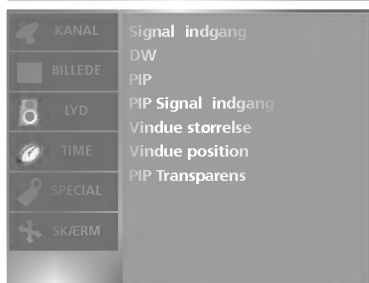 KANAL
BILLEDE
LYD
TIME
SPECIAL
SKÆRM
Signal indgang
DW
PIP
PIP Signal indgang
Vindue størrelse
Vindue position
PIP Transparens